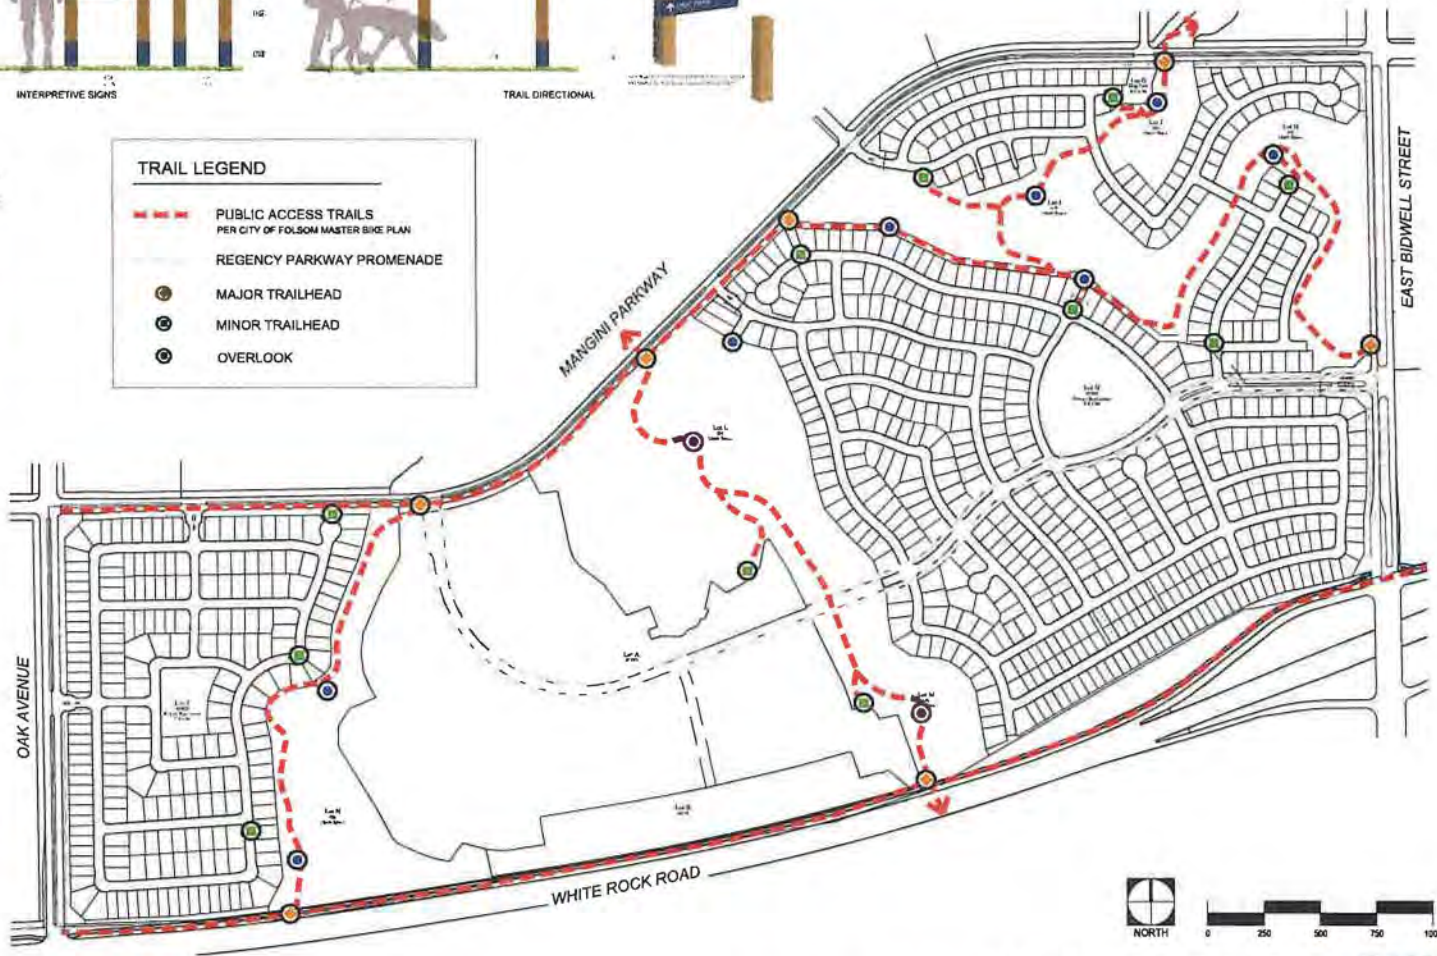 INTERPRETIVE SIGNS
TRAIL DIRECTIONAL
TRAIL LEGEND
PUBLIC ACCESS TRAILS
PER CITY OF FOLSOM MASTER BIKE PLAN
REGENCY PARKWAY PROMENADE
MAJOR TRAILHEAD
MINOR TRAILHEAD
OVERLOOK
MANGINI PARKWAY
EAST BIDWELL STREET
OAK AVENUE
WHITE ROCK ROAD
NORTH
0 250 500 750